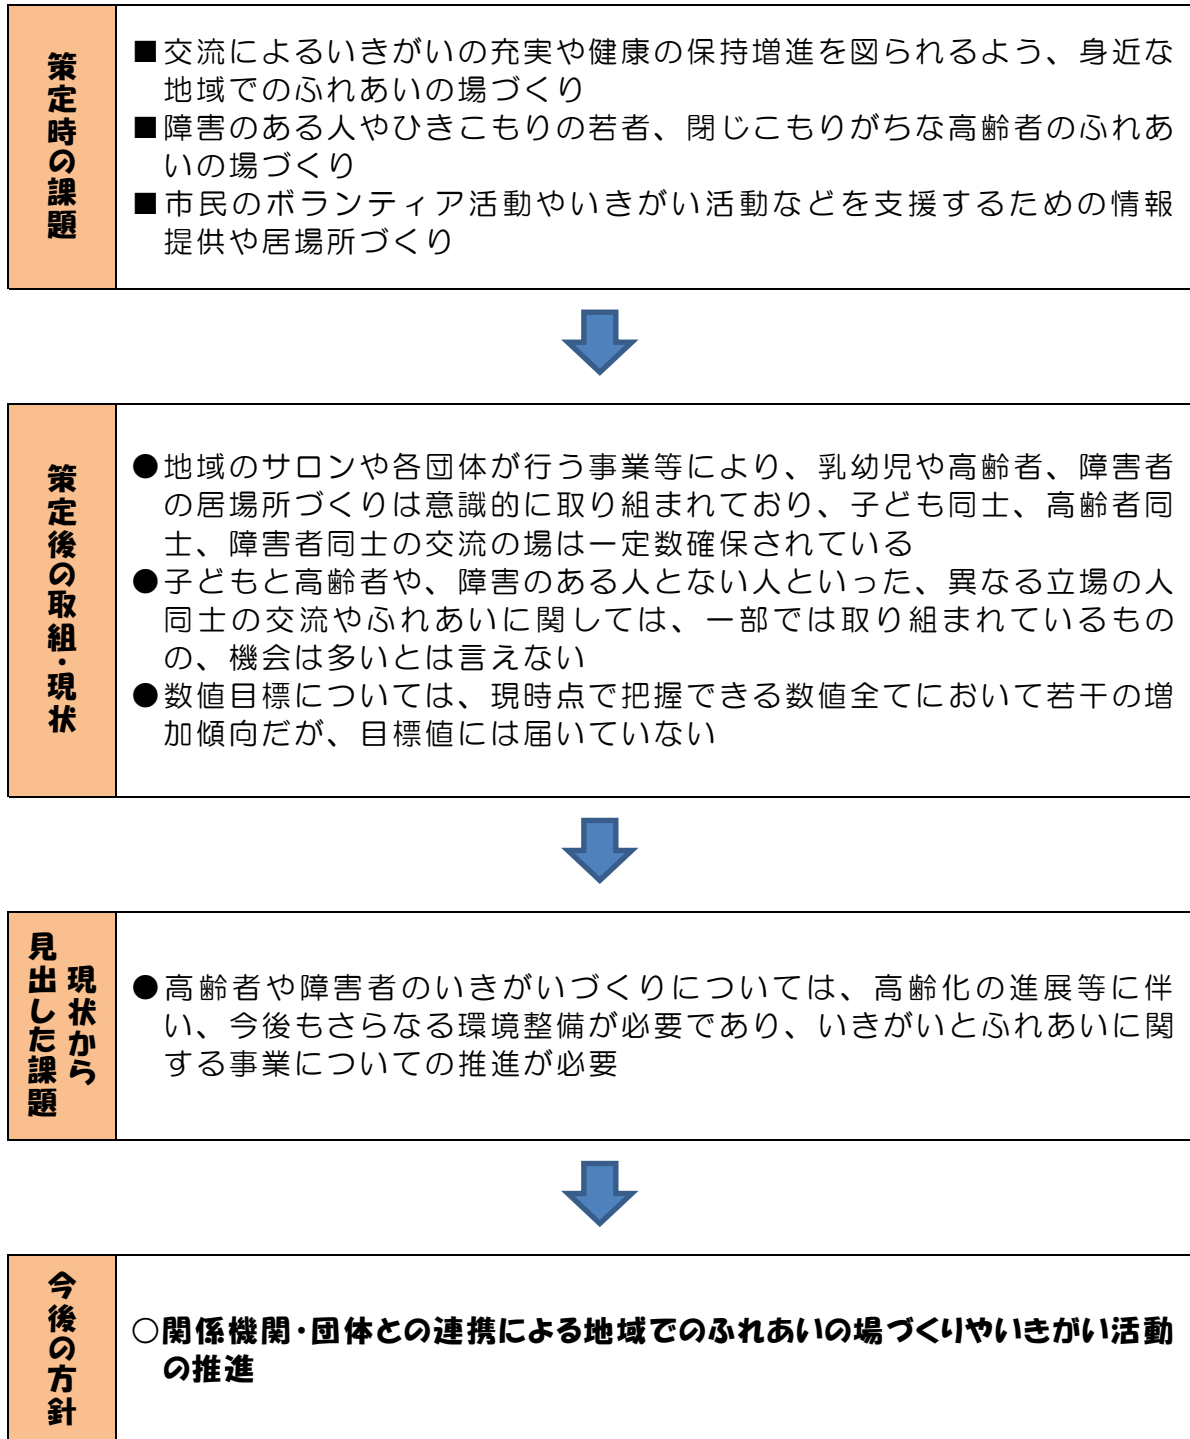 策定時の課題
■交流によるいきがいの充実や健康の保持増進を図られるよう、身近な
地域でのふれあいの場づくり
■障害のある人やひきこもりの若者、閉じこもりがちな高齢者のふれあ
いの場づくり
■市民のボランティア活動やいきがい活動などを支援するための情報
提供や居場所づくり
策定後の取組・現状
●地域のサロンや各団体が行う事業等により、乳幼児や高齢者、障害者
の居場所づくりは意識的に取り組まれており、子ども同士、高齢者同
士、障害者同士の交流の場は一定数確保されている
●子どもと高齢者や、障害のある人とない人といった、異なる立場の人
同士の交流やふれあいに関しては、一部では取り組まれているもの
の、機会は多いとは言えない
●数値目標については、現時点で把握できる数値全てにおいて若干の増
加傾向だが、目標値には届いていない
現状から
見出した課題
●高齢者や障害者のいきがいづくりについては、高齢化の進展等に伴
い、今後もさらなる環境整備が必要であり、いきがいとふれあいに関
する事業についての推進が必要
今後の方針
○関係機関・団体との連携による地域でのふれあいの場づくりやいきがい活動
の推進